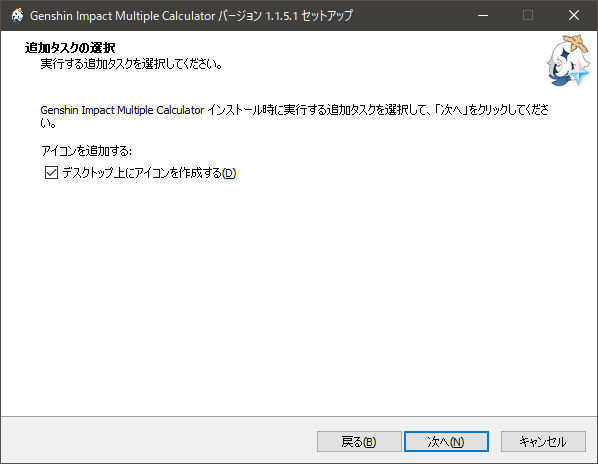 Genshin Impact Multiple Calculator バージョン 1.1.5.1 セットアップ
追加タスクの選択
実行する追加タスクを選択してください。
Genshin Impact Multiple Calculator インストール時に実行する追加タスクを選択して、「次へ」をクリックしてくださ
い。
アイコンを追加する:
デスクトップ上にアイコンを作成する(D)
戻る(B)
次へ(N)
キャンセル